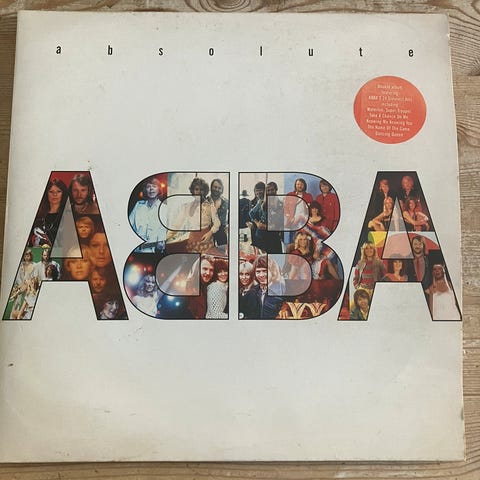 absolute
Double album
featuring
ABBA's 24 Greatest Hits
including
Waterloo, Super Trouper,
Take A Chance On Me,
Knowing Me Knowing You
The Name Of The Game
Dancing Queen
ABBA